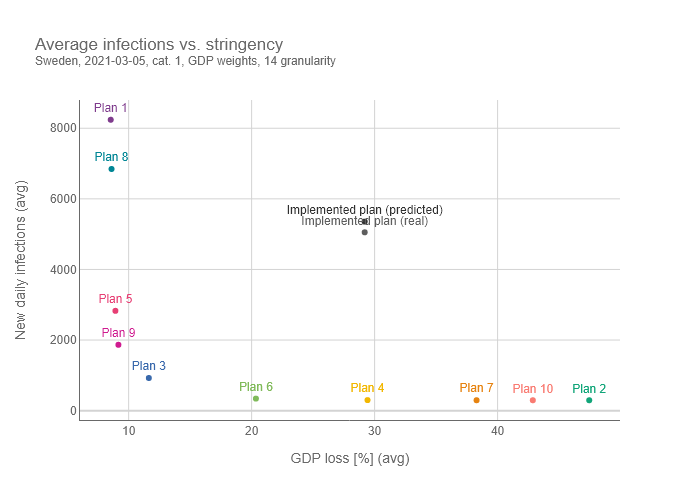 Average infections vs. stringency
Sweden, 2021-03-05, cat. 1, GDP weights, 14 granularity
Plan 1
8000
Plan 8
6000
Implemented plan (predicted)
Implemented plan (real)
New daily infections (avg)
4000
Plan 5
Plan 9
2000
Plan 3
Plan 6
Plan 4
Plan 7
Plan 10
Plan 2
0
10
20
30
40
GDP loss [%] (avg)